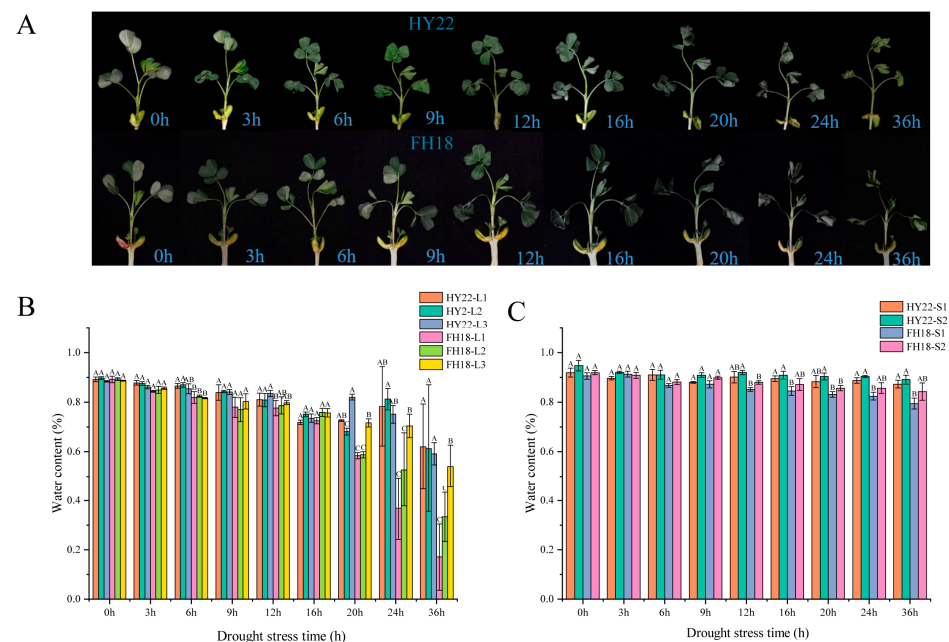 A
HY22
0h 3h 6h 9h 12h 16h 20h 24h 36h
FH18
0h 3h 6h 9h 12h 16h 20h 24h 36h
B
HY22-L1
HY2-L2
HY22-L3
FH18-L1
FH18-L2
FH18-L3
Water content (%)
1.0
0.8
0.6
0.4
0.2
0.0
0h 3h 6h 9h 12h 16h 20h 24h 36h
Drought stress time (h)
C
HY22-S1
HY22-S2
FH18-S1
FH18-S2
Water content (%)
1.0
0.8
0.6
0.4
0.2
0.0
0h 3h 6h 9h 12h 16h 20h 24h 36h
Drought stress time (h)